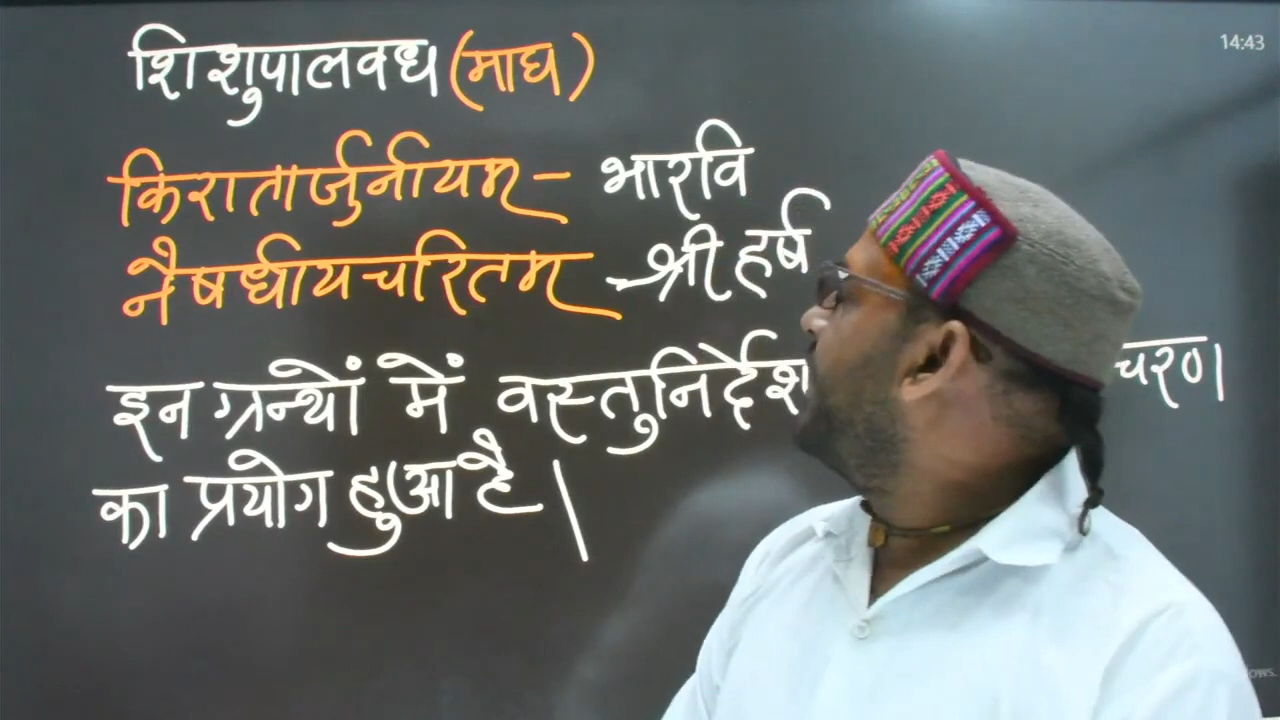 14:43
शिशुपालवध (माघ)
किरातार्जुनीयम् - भारवि
नैषधीयचरितम् - श्री हर्ष
इन ग्रन्थों में वस्तुनिर्देश चरण।
का प्रयोग हुआ है।